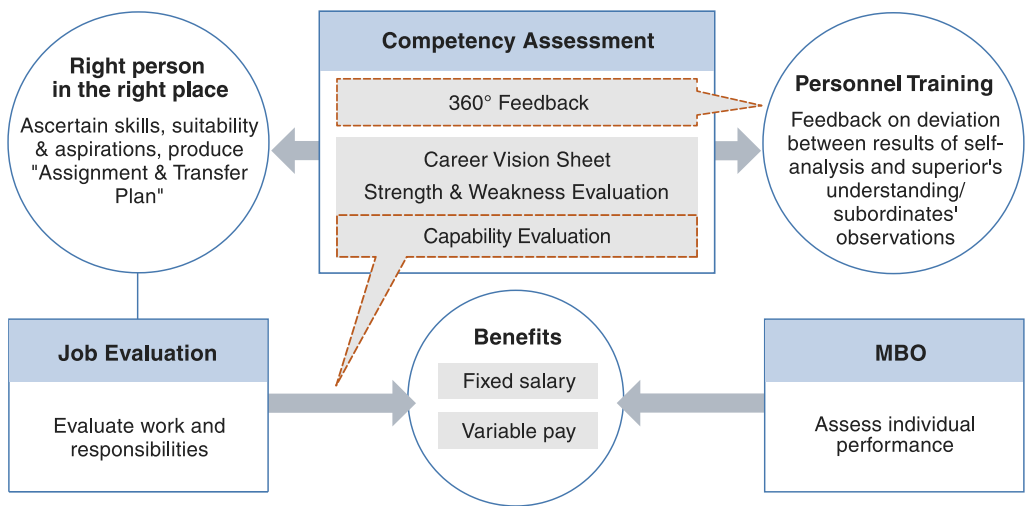 Competency Assessment
360° Feedback
Career Vision Sheet
Strength & Weakness Evaluation
Capability Evaluation
Right person
in the right place
Ascertain skills, suitability
& aspirations, produce
"Assignment & Transfer
Plan"
Personnel Training
Feedback on deviation
between results of self-
analysis and superior's
understanding/
subordinates'
observations
Job Evaluation
Evaluate work and
responsibilities
Benefits
Fixed salary
Variable pay
MBO
Assess individual
performance